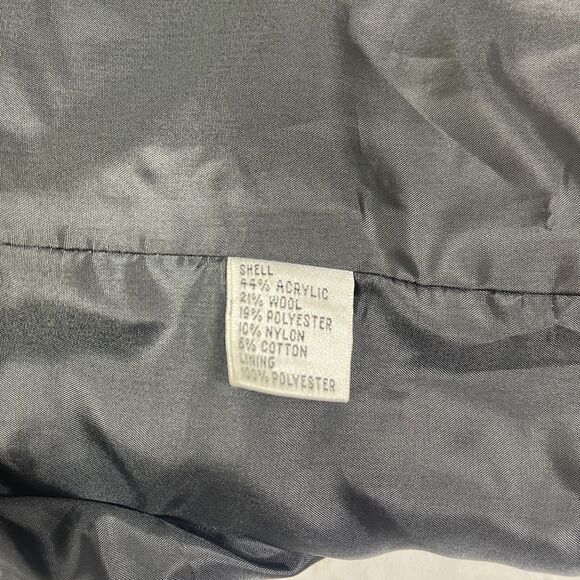 SHELL
44% ACRYLIC
21% WOOL
19% POLYESTER
10% NYLON
6% COTTON
LINING
100% POLYESTER